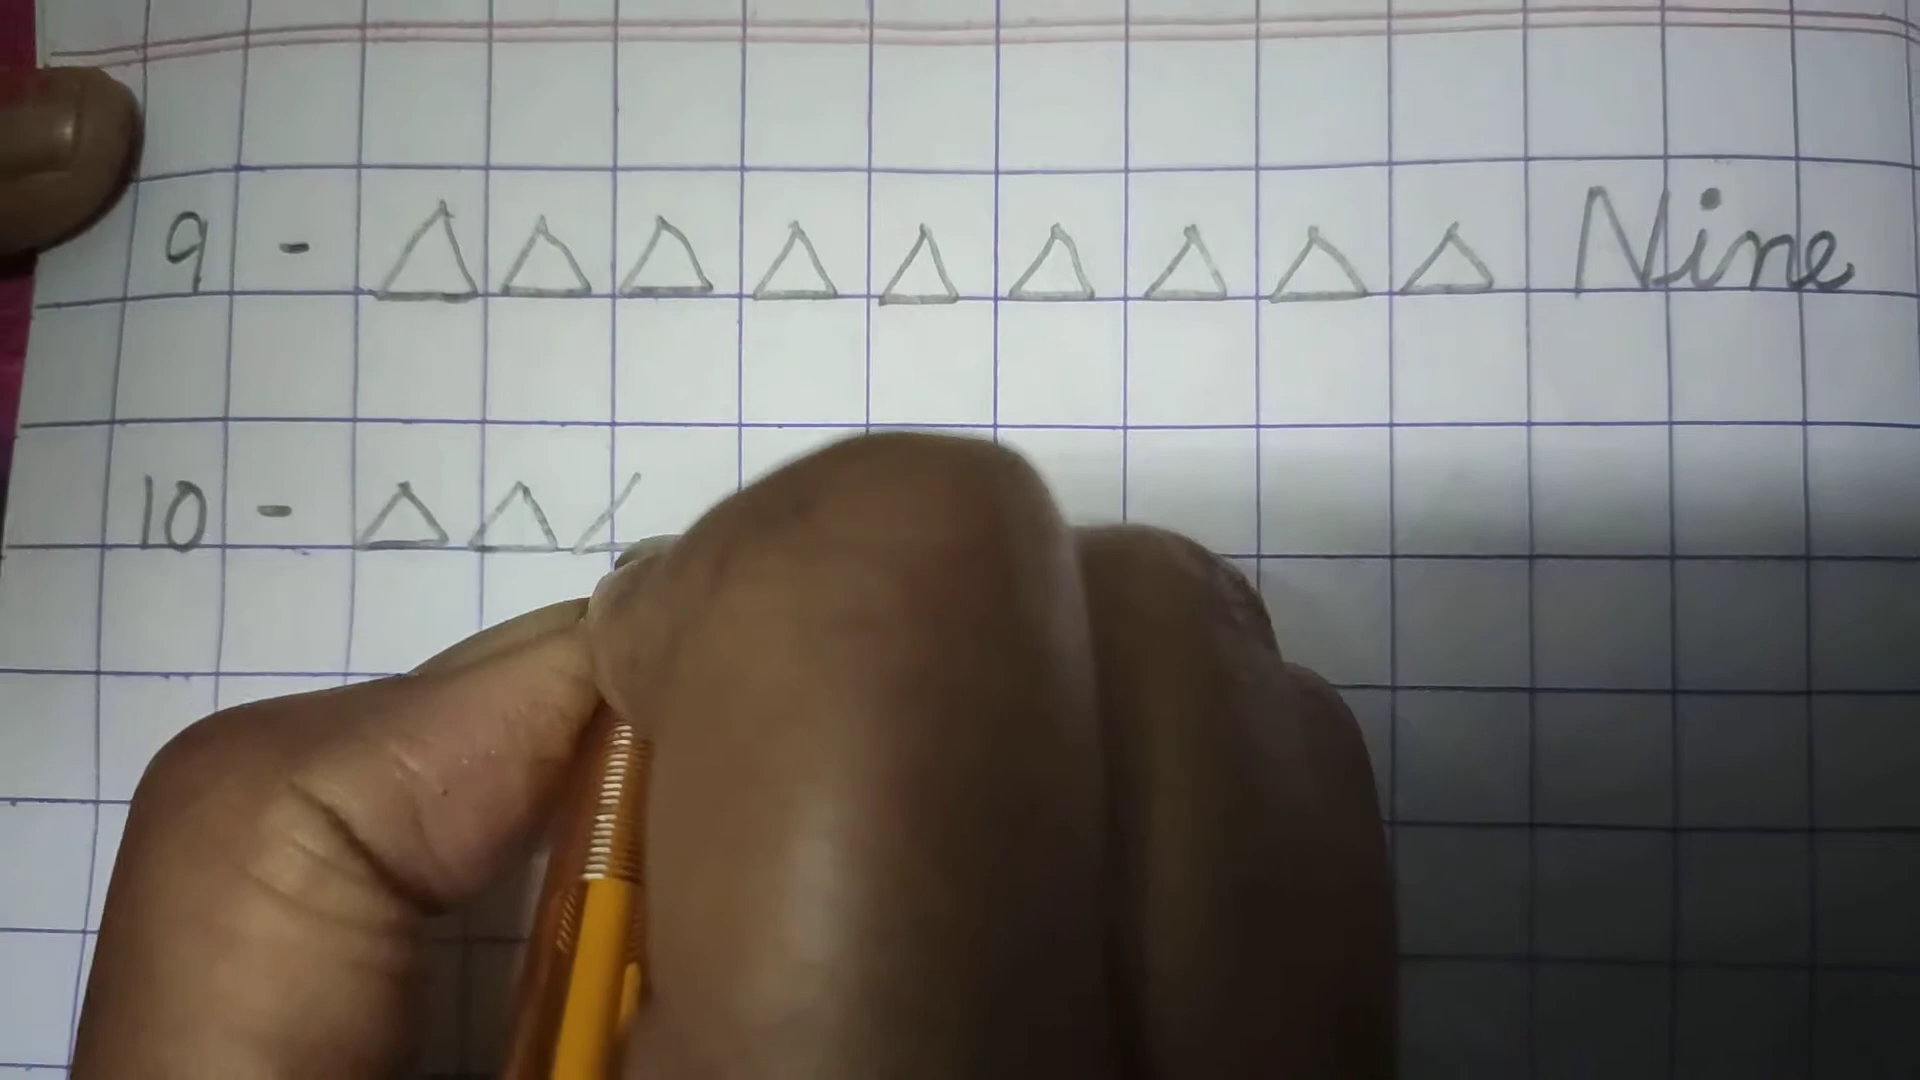 9 - △ △ △ △ △ △ △ △ △ Nine
10 - △ △